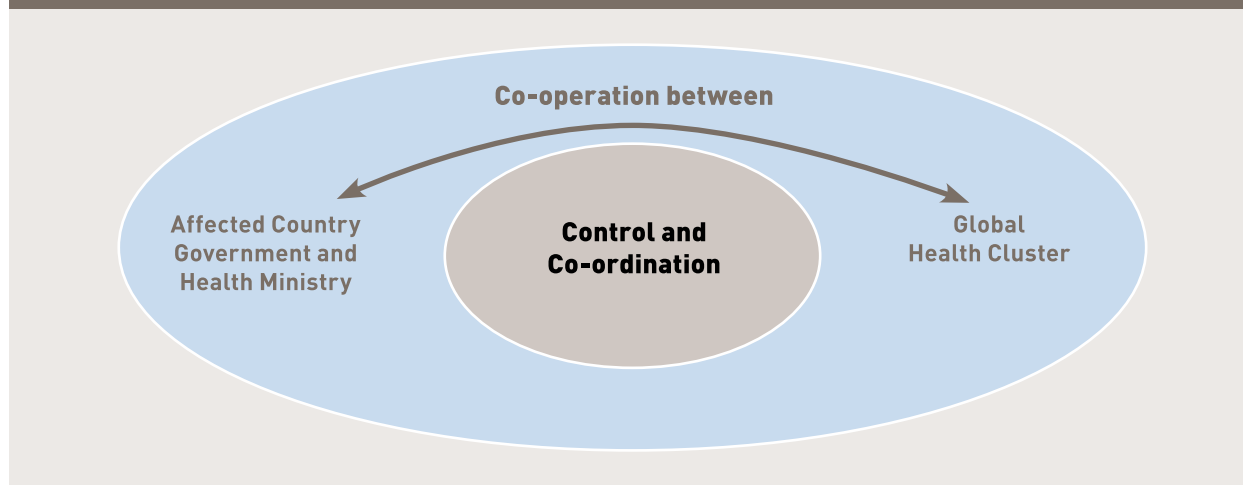 Co-operation between
Affected Country
Government and
Health Ministry
Control and
Co-ordination
Global
Health Cluster